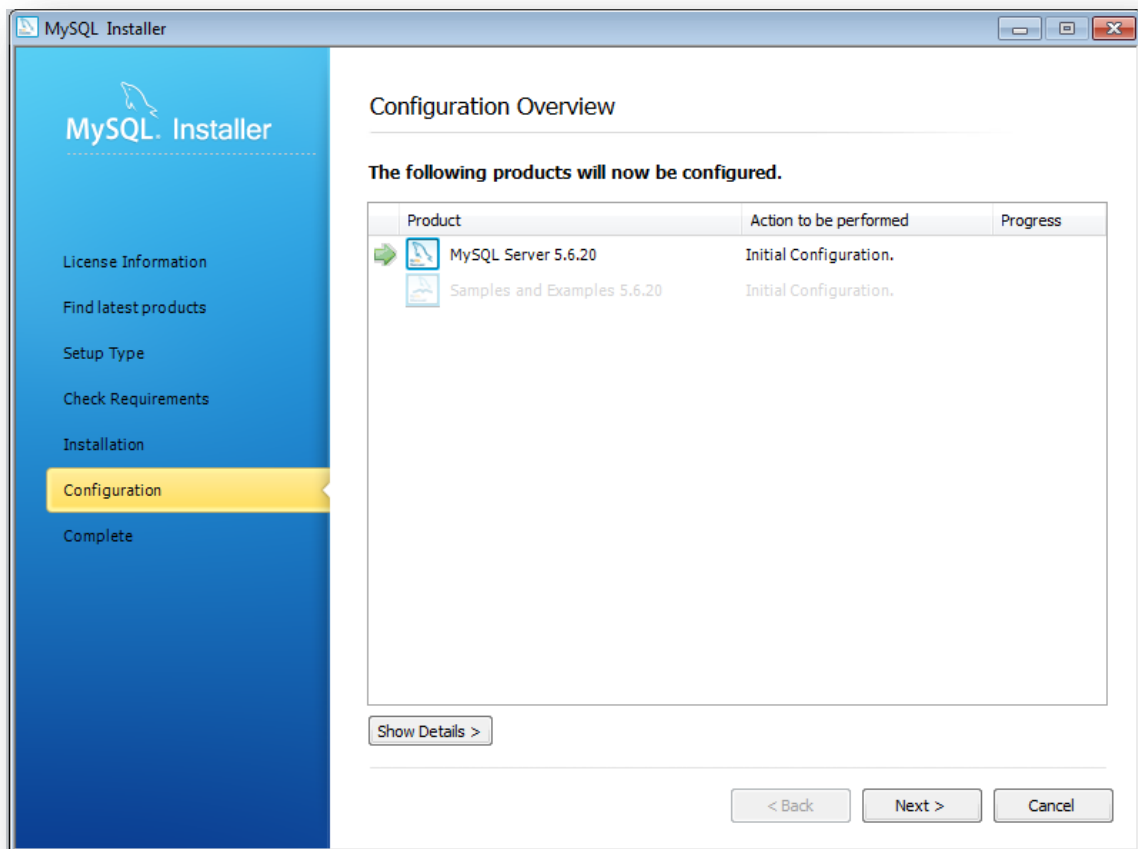 MySQL Installer
MySQL. Installer
License Information
Find latest products
Setup Type
Check Requirements
Installation
Configuration
Complete
Configuration Overview
The following products will now be configured.
Product Action to be performed Progress
MySQL Server 5.6.20 Initial Configuration.
Samples and Examples 5.6.20 Initial Configuration.
Show Details >
< Back Next > Cancel